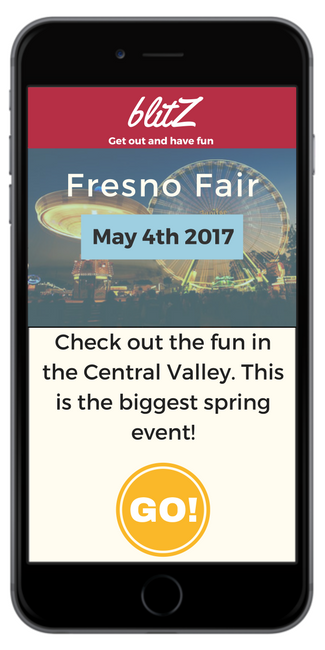 blitZ
Get out and have fun
Fresno Fair
May 4th 2017
Check out the fun in
the Central Valley. This
is the biggest spring
event!
GO!